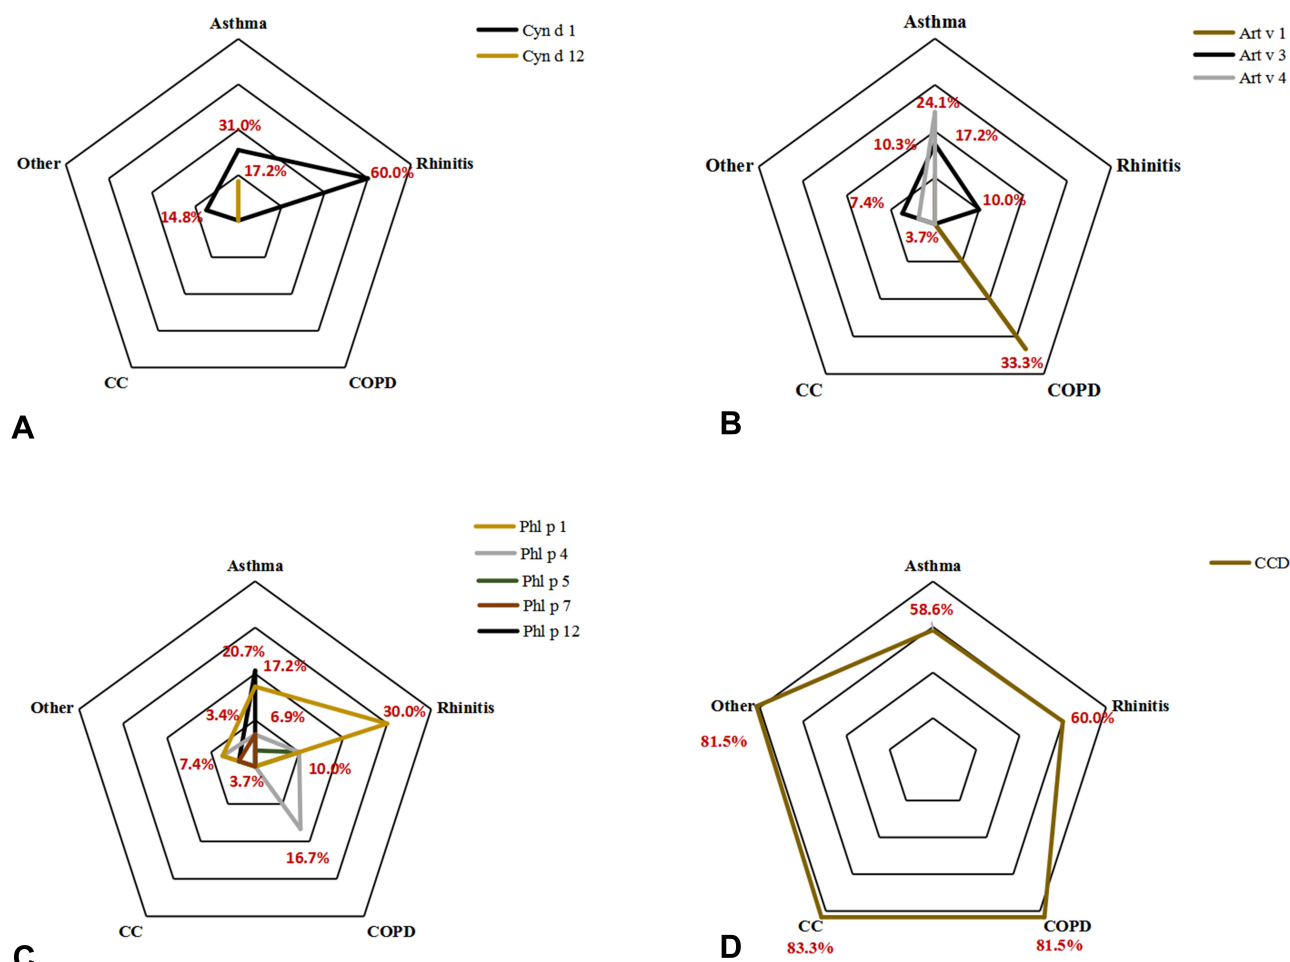 Asthma
Cyn d 1
Cyn d 12
31.0%
Other
Rhinitis
17.2%
60.0%
14.8%
CC
COPD
A
Asthma
Art v 1
Art v 3
Art v 4
24.1%
10.3%
17.2%
Other
Rhinitis
7.4%
10.0%
3.7%
33.3%
CC
COPD
B
Phl p 1
Phl p 4
Phl p 5
Phl p 7
Phl p 12
Asthma
20.7%
17.2%
Other
Rhinitis
3.4%
6.9%
30.0%
7.4%
10.0%
3.7%
16.7%
CC
COPD
C
Asthma
CCD
58.6%
Other
Rhinitis
60.0%
81.5%
CC
COPD
83.3%
81.5%
D